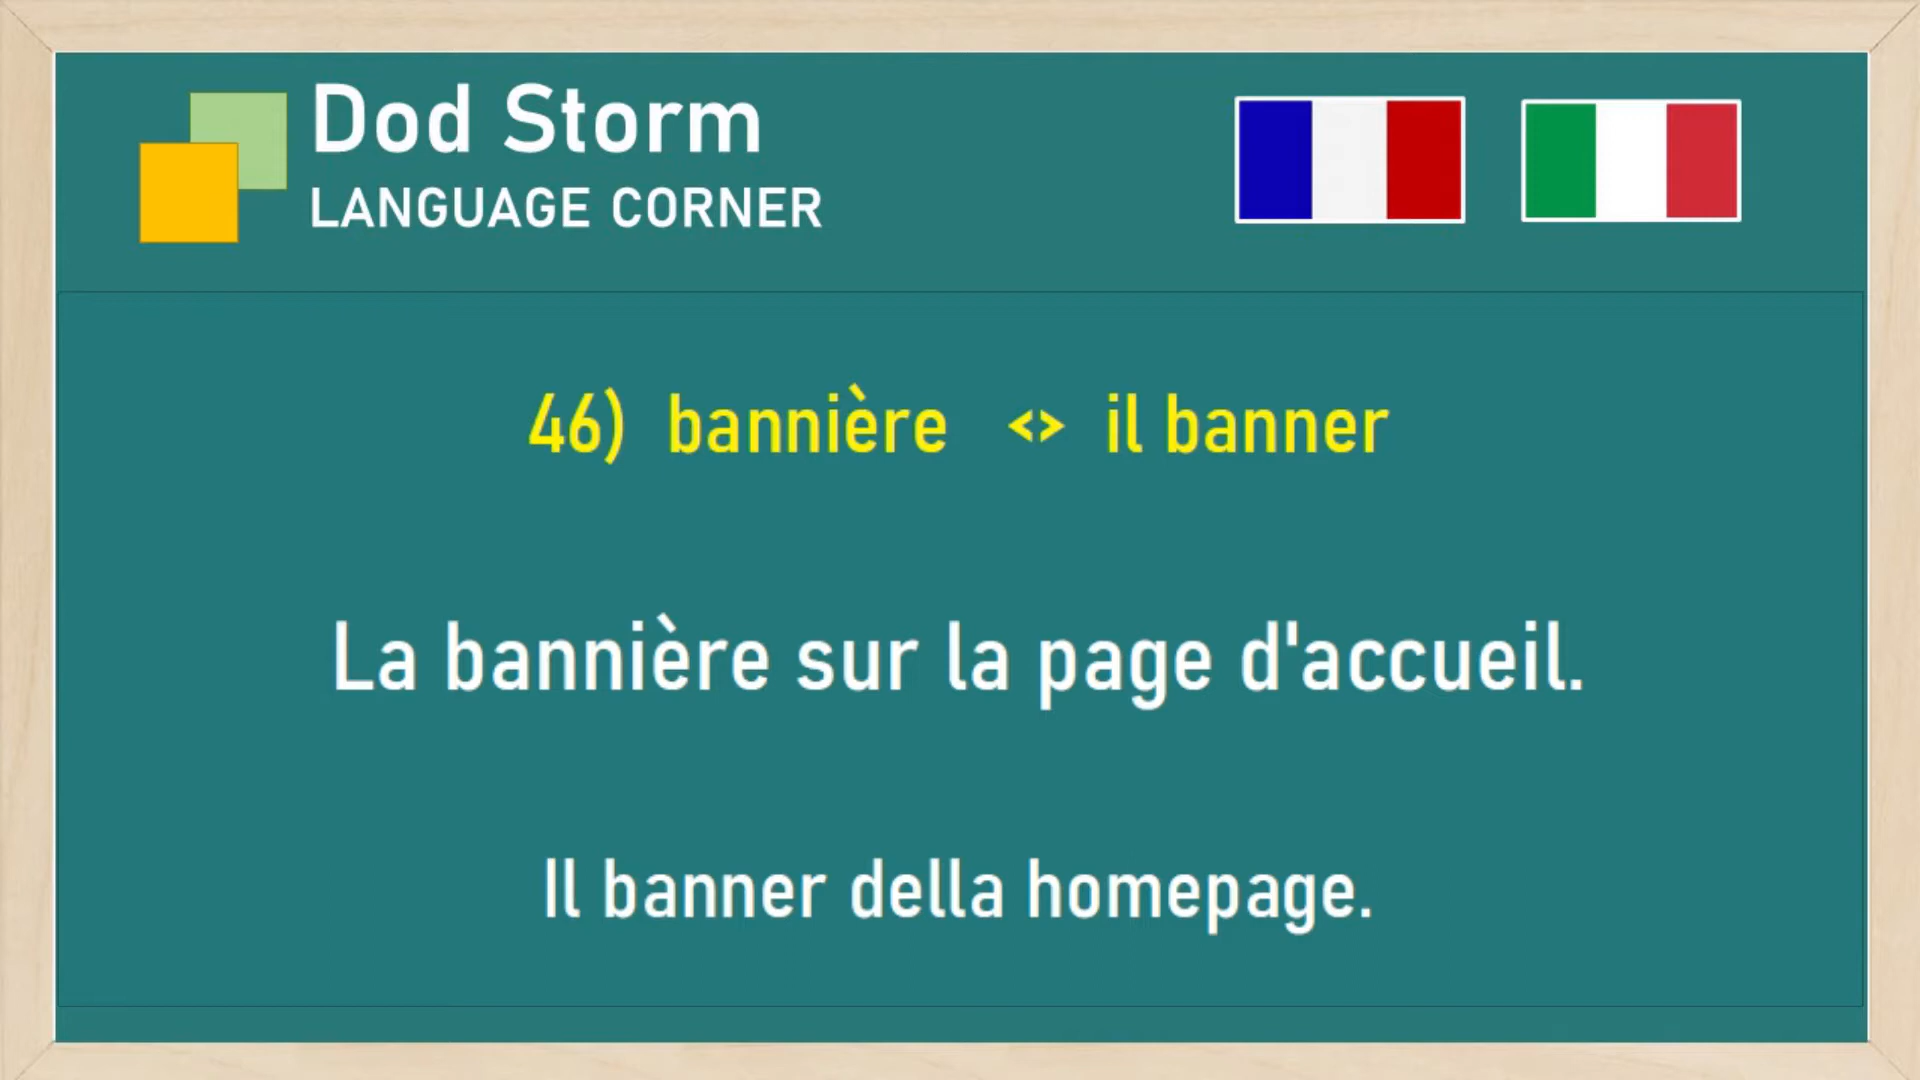 Dod Storm
LANGUAGE CORNER
46) bannière <> il banner
La bannière sur la page d'accueil.
Il banner della homepage.